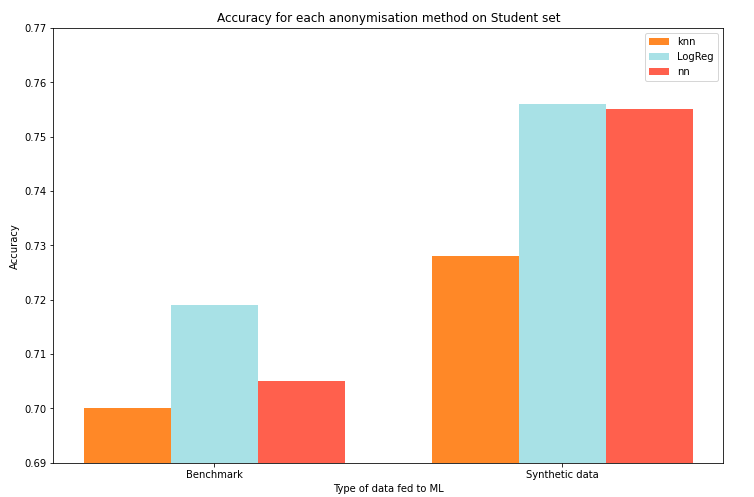 Accuracy for each anonymisation method on Student set
knn
LogReg
nn
Accuracy
0.77
0.76
0.75
0.74
0.73
0.72
0.71
0.70
0.69
Benchmark
Synthetic data
Type of data fed to ML